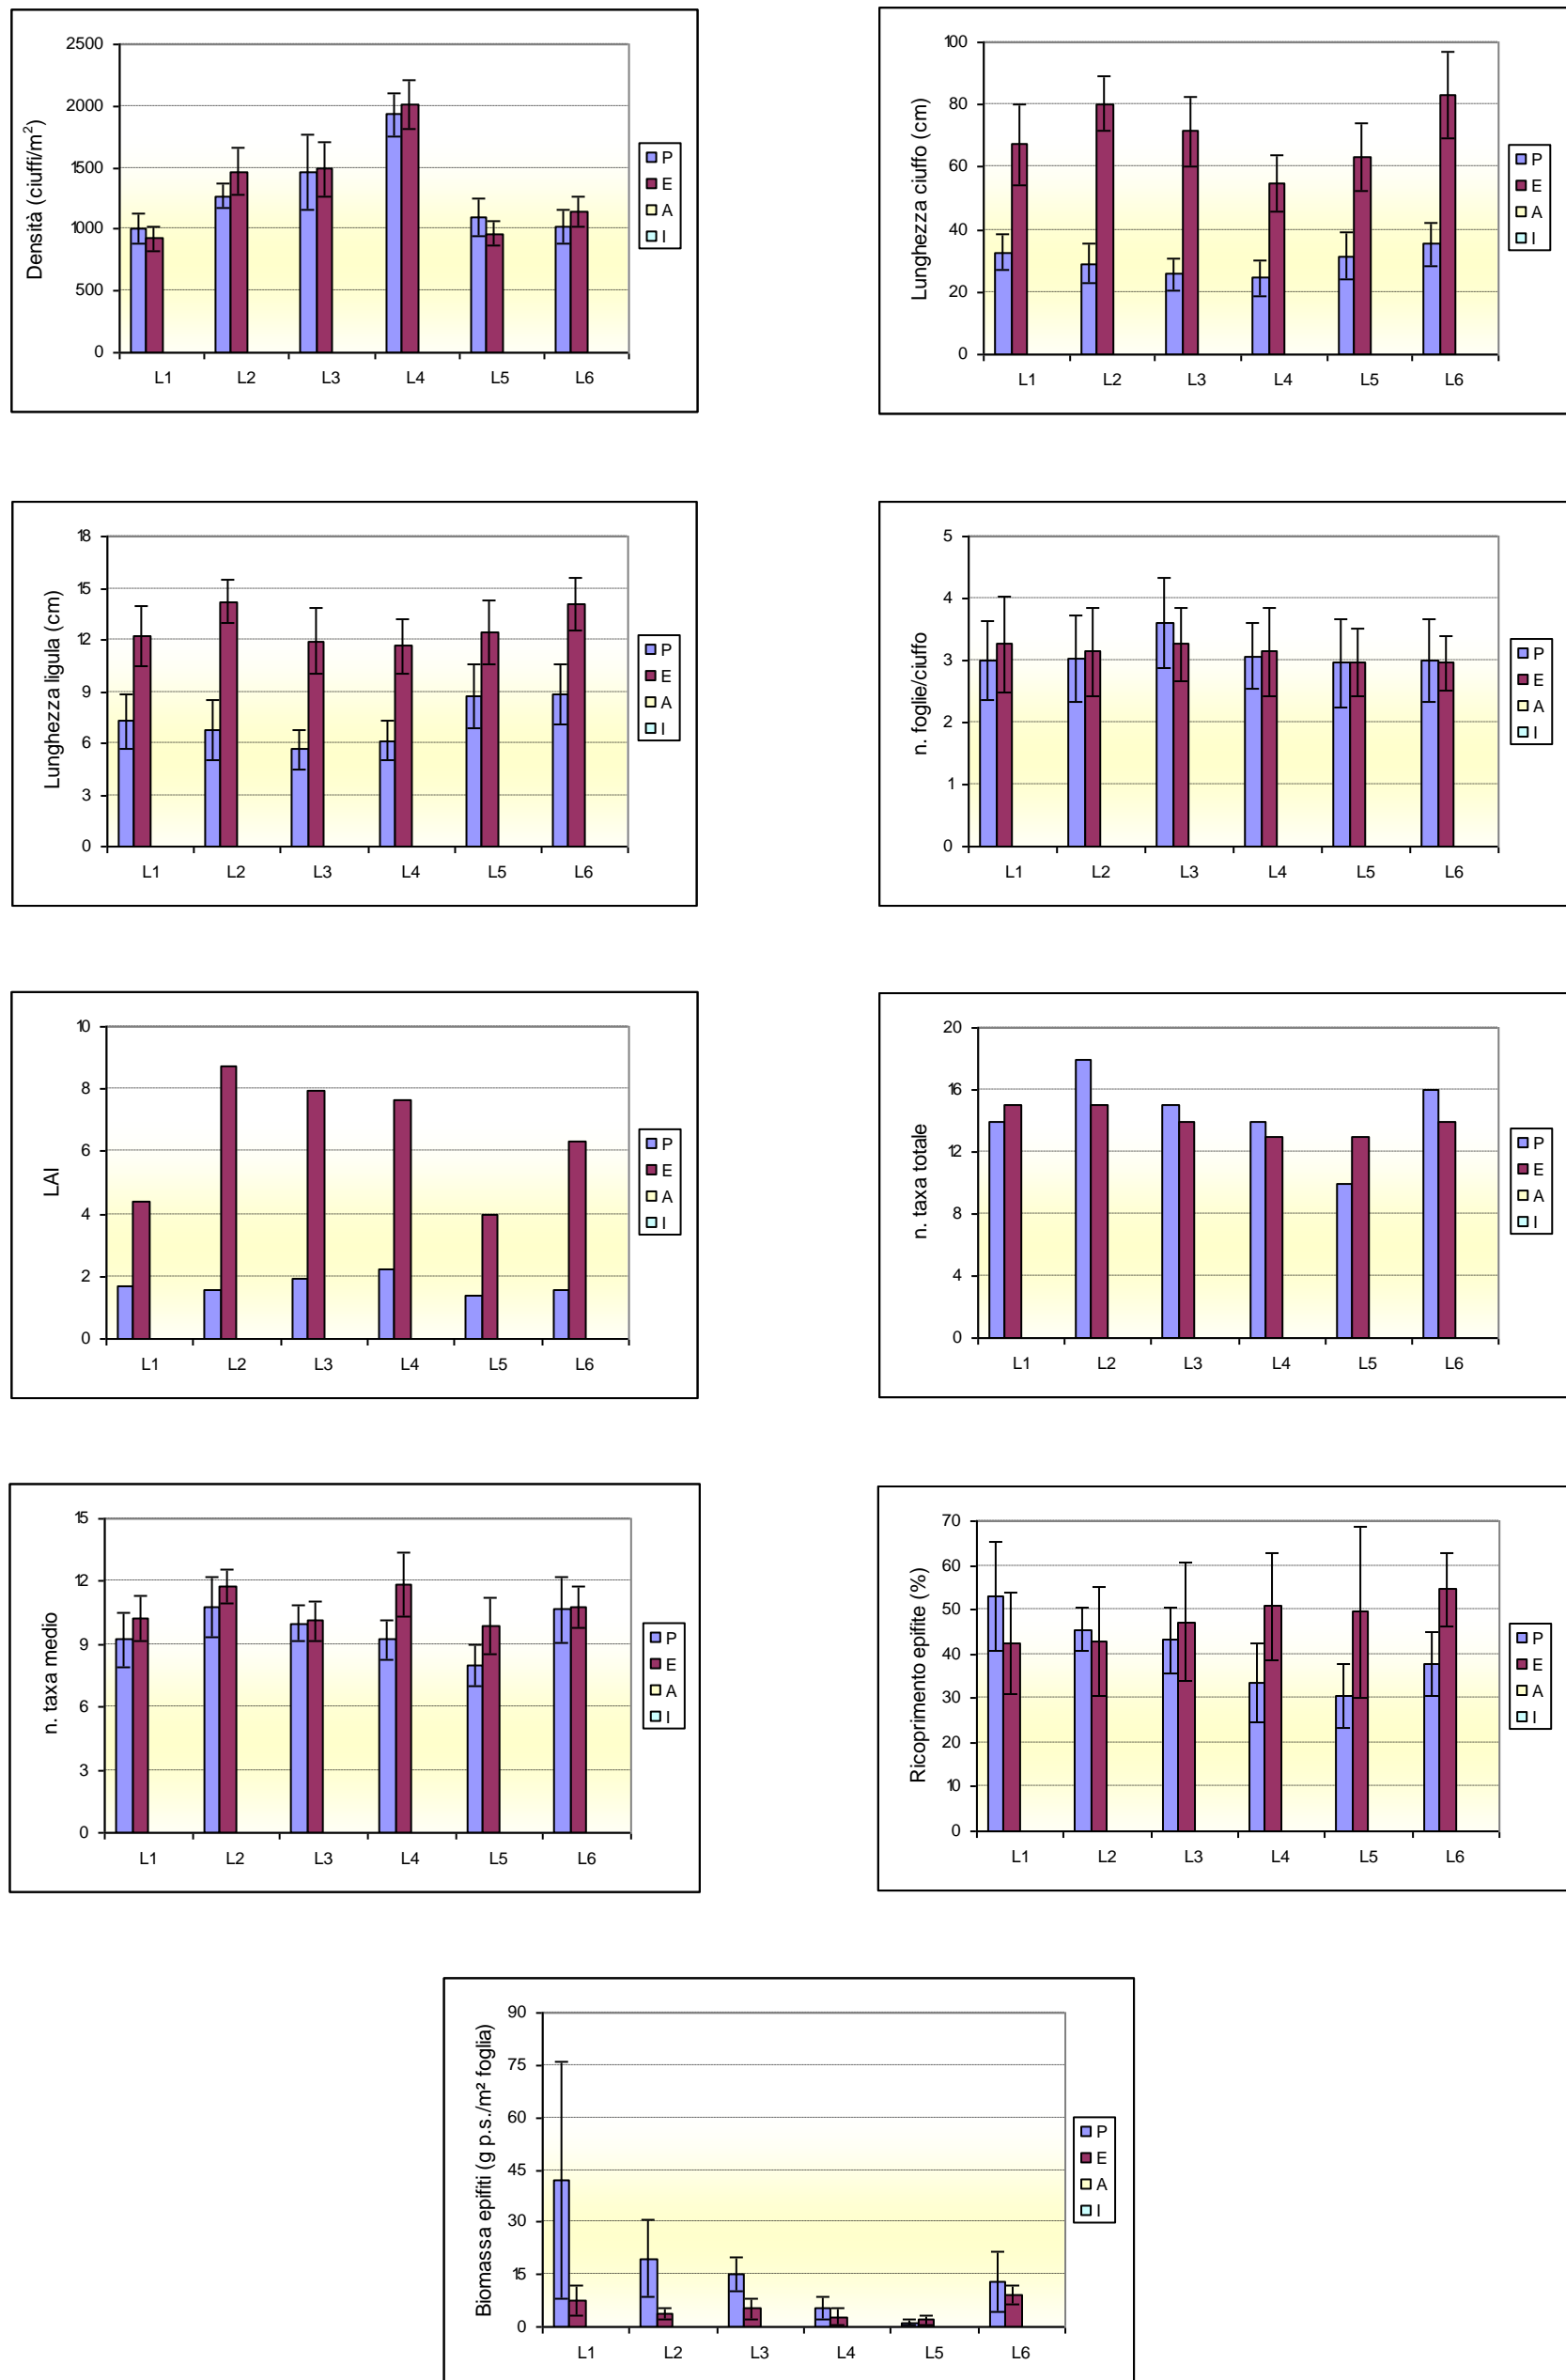 Densità (ciuffi/m²)
2500
2000
1500
1000
500
0
L1 L2 L3 L4 L5 L6
P
E
A
I
Lunghezza ciuffo (cm)
100
80
60
40
20
0
L1 L2 L3 L4 L5 L6
P
E
A
I
Lunghezza ligula (cm)
18
15
12
9
6
3
0
L1 L2 L3 L4 L5 L6
P
E
A
I
n. foglie/ciuffo
5
4
3
2
1
0
L1 L2 L3 L4 L5 L6
P
E
A
I
LAI
10
8
6
4
2
0
L1 L2 L3 L4 L5 L6
P
E
A
I
n. taxa totale
20
16
12
8
4
0
L1 L2 L3 L4 L5 L6
P
E
A
I
n. taxa medio
15
12
9
6
3
0
L1 L2 L3 L4 L5 L6
P
E
A
I
Ricoprimento epifite (%)
70
60
50
40
30
20
10
0
L1 L2 L3 L4 L5 L6
P
E
A
I
Biomassa epifiti (g p.s./m² foglia)
90
75
60
45
30
15
0
L1 L2 L3 L4 L5 L6
P
E
A
I